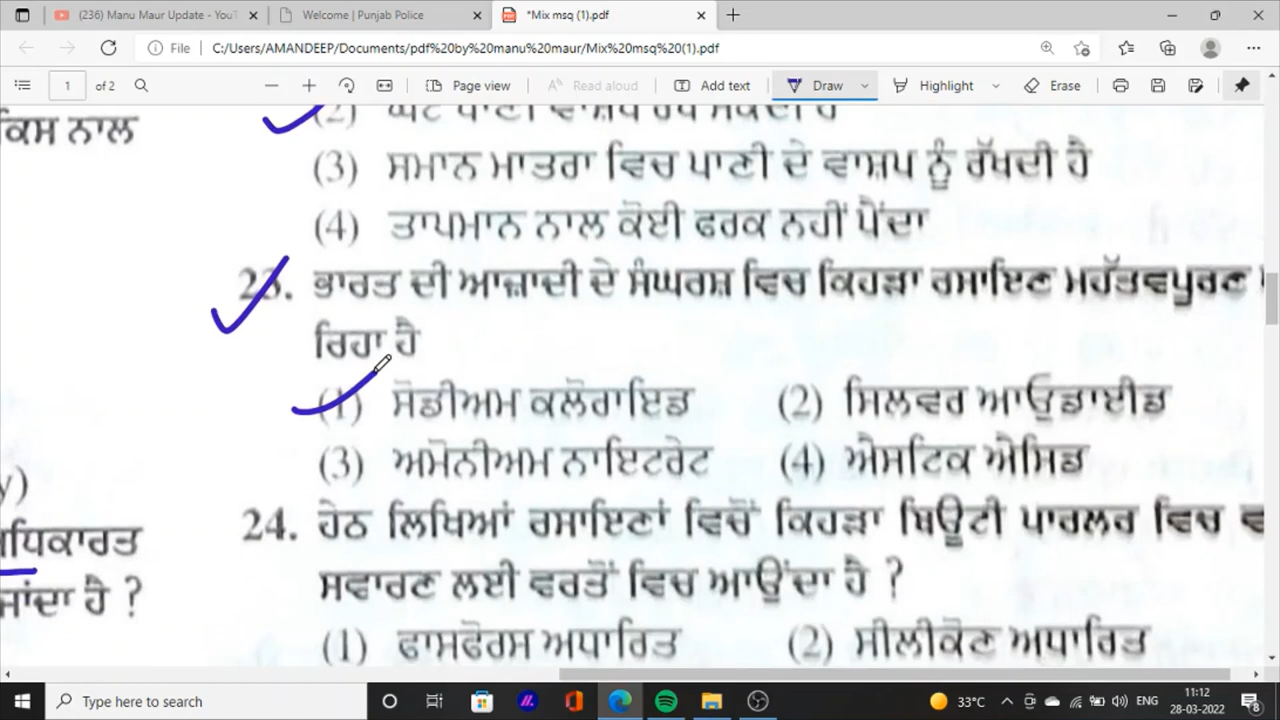 (236) Manu Maur Update - YouT
Welcome | Punjab Police
*Mix msq (1).pdf
File
C:/Users/AMANDEEP/Documents/pdf%20by%20manu%20maur/Mix%20msq%20(1).pdf
1 of 2
Page view
Read aloud
Add text
Draw
Highlight
Erase
ਕਿਸ ਨਾਲ
(2) ਘੱਟ ਪਾਣੀ ਵਾਸ਼ਪ ਰੱਖ ਸਕਦੀ ਹੈ
(3) ਸਮਾਨ ਮਾਤਰਾ ਵਿਚ ਪਾਣੀ ਦੇ ਵਾਸ਼ਪ ਨੂੰ ਰੱਖਦੀ ਹੈ
(4) ਤਾਪਮਾਨ ਨਾਲ ਕੋਈ ਫਰਕ ਨਹੀਂ ਪੈਂਦਾ
23. ਭਾਰਤ ਦੀ ਆਜ਼ਾਦੀ ਦੇ ਸੰਘਰਸ਼ ਵਿਚ ਕਿਹੜਾ ਰਸਾਇਣ ਮਹੱਤਵਪੂਰਣ
ਰਿਹਾ ਹੈ
(1) ਸੋਡੀਅਮ ਕਲੋਰਾਇਡ (2) ਸਿਲਵਰ ਆਓਡਾਈਡ
(3) ਅਮੋਨੀਅਮ ਨਾਇਟਰੇਟ (4) ਐਸਟਿਕ ਐਸਿਡ
y)
ਅਧਿਕਾਰਤ
ਜਾਂਦਾ ਹੈ ?
24. ਹੇਠ ਲਿਖਿਆਂ ਰਸਾਇਣਾਂ ਵਿਚੋਂ ਕਿਹੜਾ ਬਿਊਟੀ ਪਾਰਲਰ ਵਿਚ
ਸਵਾਰਣ ਲਈ ਵਰਤੋਂ ਵਿਚ ਆਉਂਦਾ ਹੈ ?
(1) ਫਾਸਫੋਰਸ ਅਧਾਰਿਤ (2) ਸੀਲੀਕੋਣ ਅਧਾਰਿਤ
Type here to search
33°C
ENG
11:12
28-03-2022
8